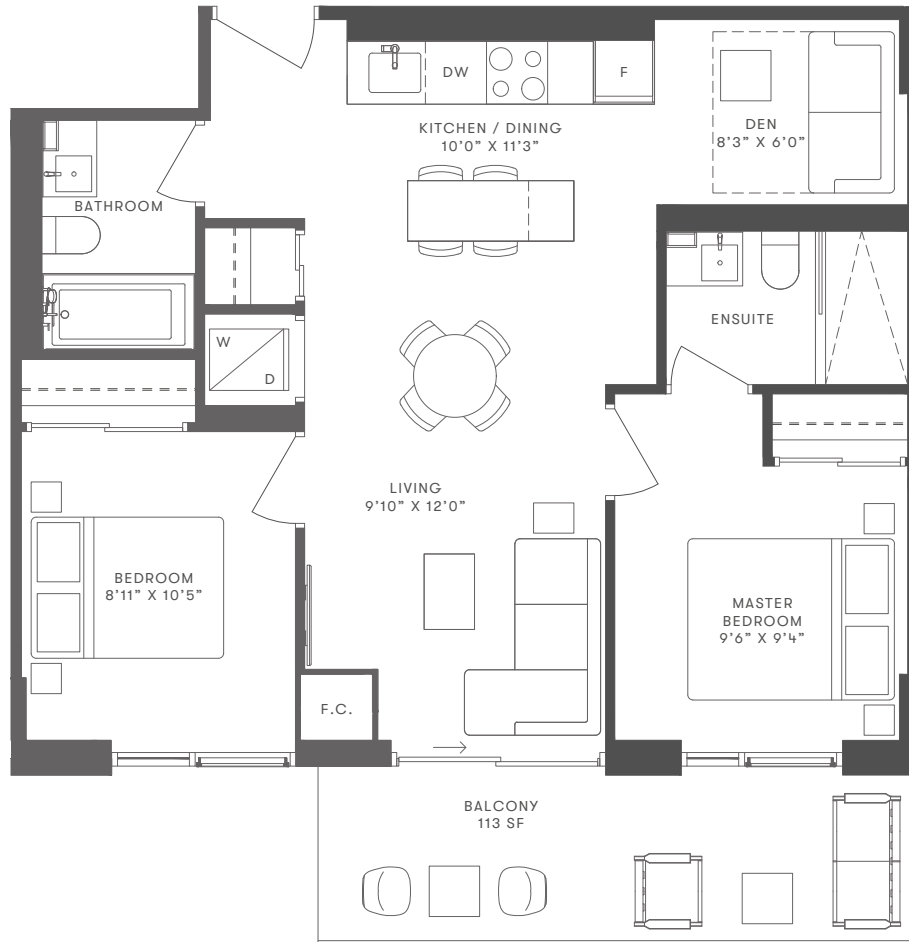 DW
F
KITCHEN / DINING
10’0” X 11’3”
DEN
8’3” X 6’0”
BATHROOM
ENSUITE
W
D
LIVING
9’10” X 12’0”
BEDROOM
8’11” X 10’5”
MASTER
BEDROOM
9’6” X 9’4”
F.C.
BALCONY
113 SF